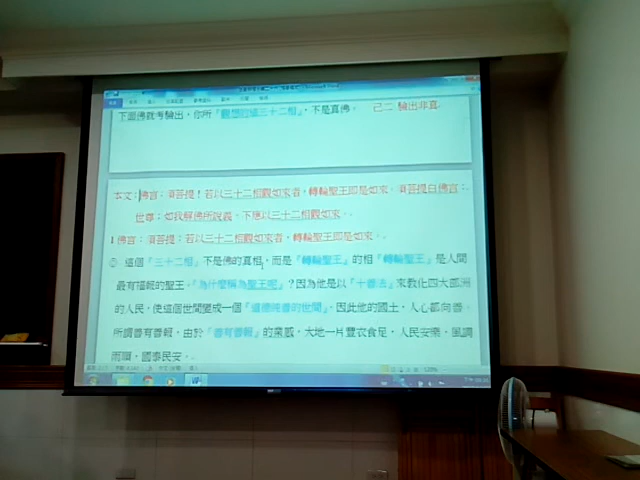 下面佛就考驗出，你所『觀想的這三十二相』，不是真佛。 己二 驗出非真
本文：佛言：須菩提！若以三十二相觀如來者，轉輪聖王即是如來。須菩提白佛言：
世尊：如我解佛所說義，不應以三十二相觀如來。
佛言：須菩提：若以三十二相觀如來者，轉輪聖王即是如來。
這個『三十二相』不是佛的真相，而是『轉輪聖王』的相『轉輪聖王』是人間
最有福報的聖王。『為什麼稱為聖王呢』？因為他是以『十善法』來教化四大部洲
的人民，使這個世間變成一個『道德純善的世間』。因此他的國土，人心都向善。
所謂善有善報，由於『善有善報』的業感，大地一片豐衣食足，人民安樂。風調
而順，國泰民安。